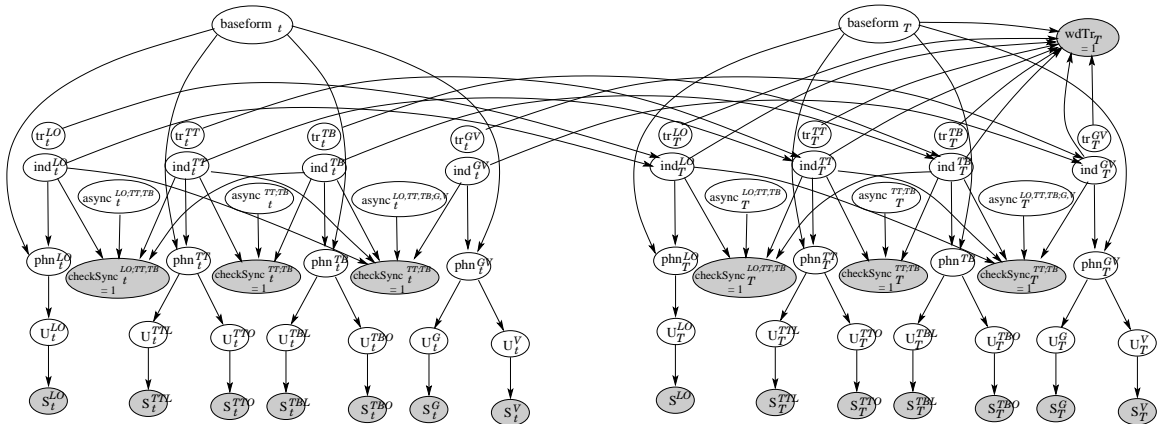 baseform t baseform T wdTr T = 1
tr t LO tr t TT tr t TB tr t GV tr T LO tr T TT tr T TB tr T GV
ind t LO ind t TT ind t TB ind t GV ind T LO ind T TT ind T TB ind T GV
async t LO;TT,TB async t TT;TB async t LO,TT,TB;G,V async T LO;TT,TB async T TT;TB async T LO,TT,TB;G,V
phn t LO checkSync t LO;TT,TB = 1 phn t TT checkSync t TT;TB = 1 phn t TB checkSync t TT;TB = 1 phn t GV phn T LO checkSync T LO;TT,TB = 1 phn T TT checkSync T TT;TB = 1 phn TB checkSync T TT;TB = 1 phn T GV
U t LO U t TTL U t TTO U t TBL U t TBO U t G U t V U T LO U T TTL U T TTO U T TBL U T TBO U T G U T V
S t LO S t TTL S t TTO S t TBL S t TBO S t G S t V S LO S T TTL S T TTO S T TBL S T TBO S T G S T V